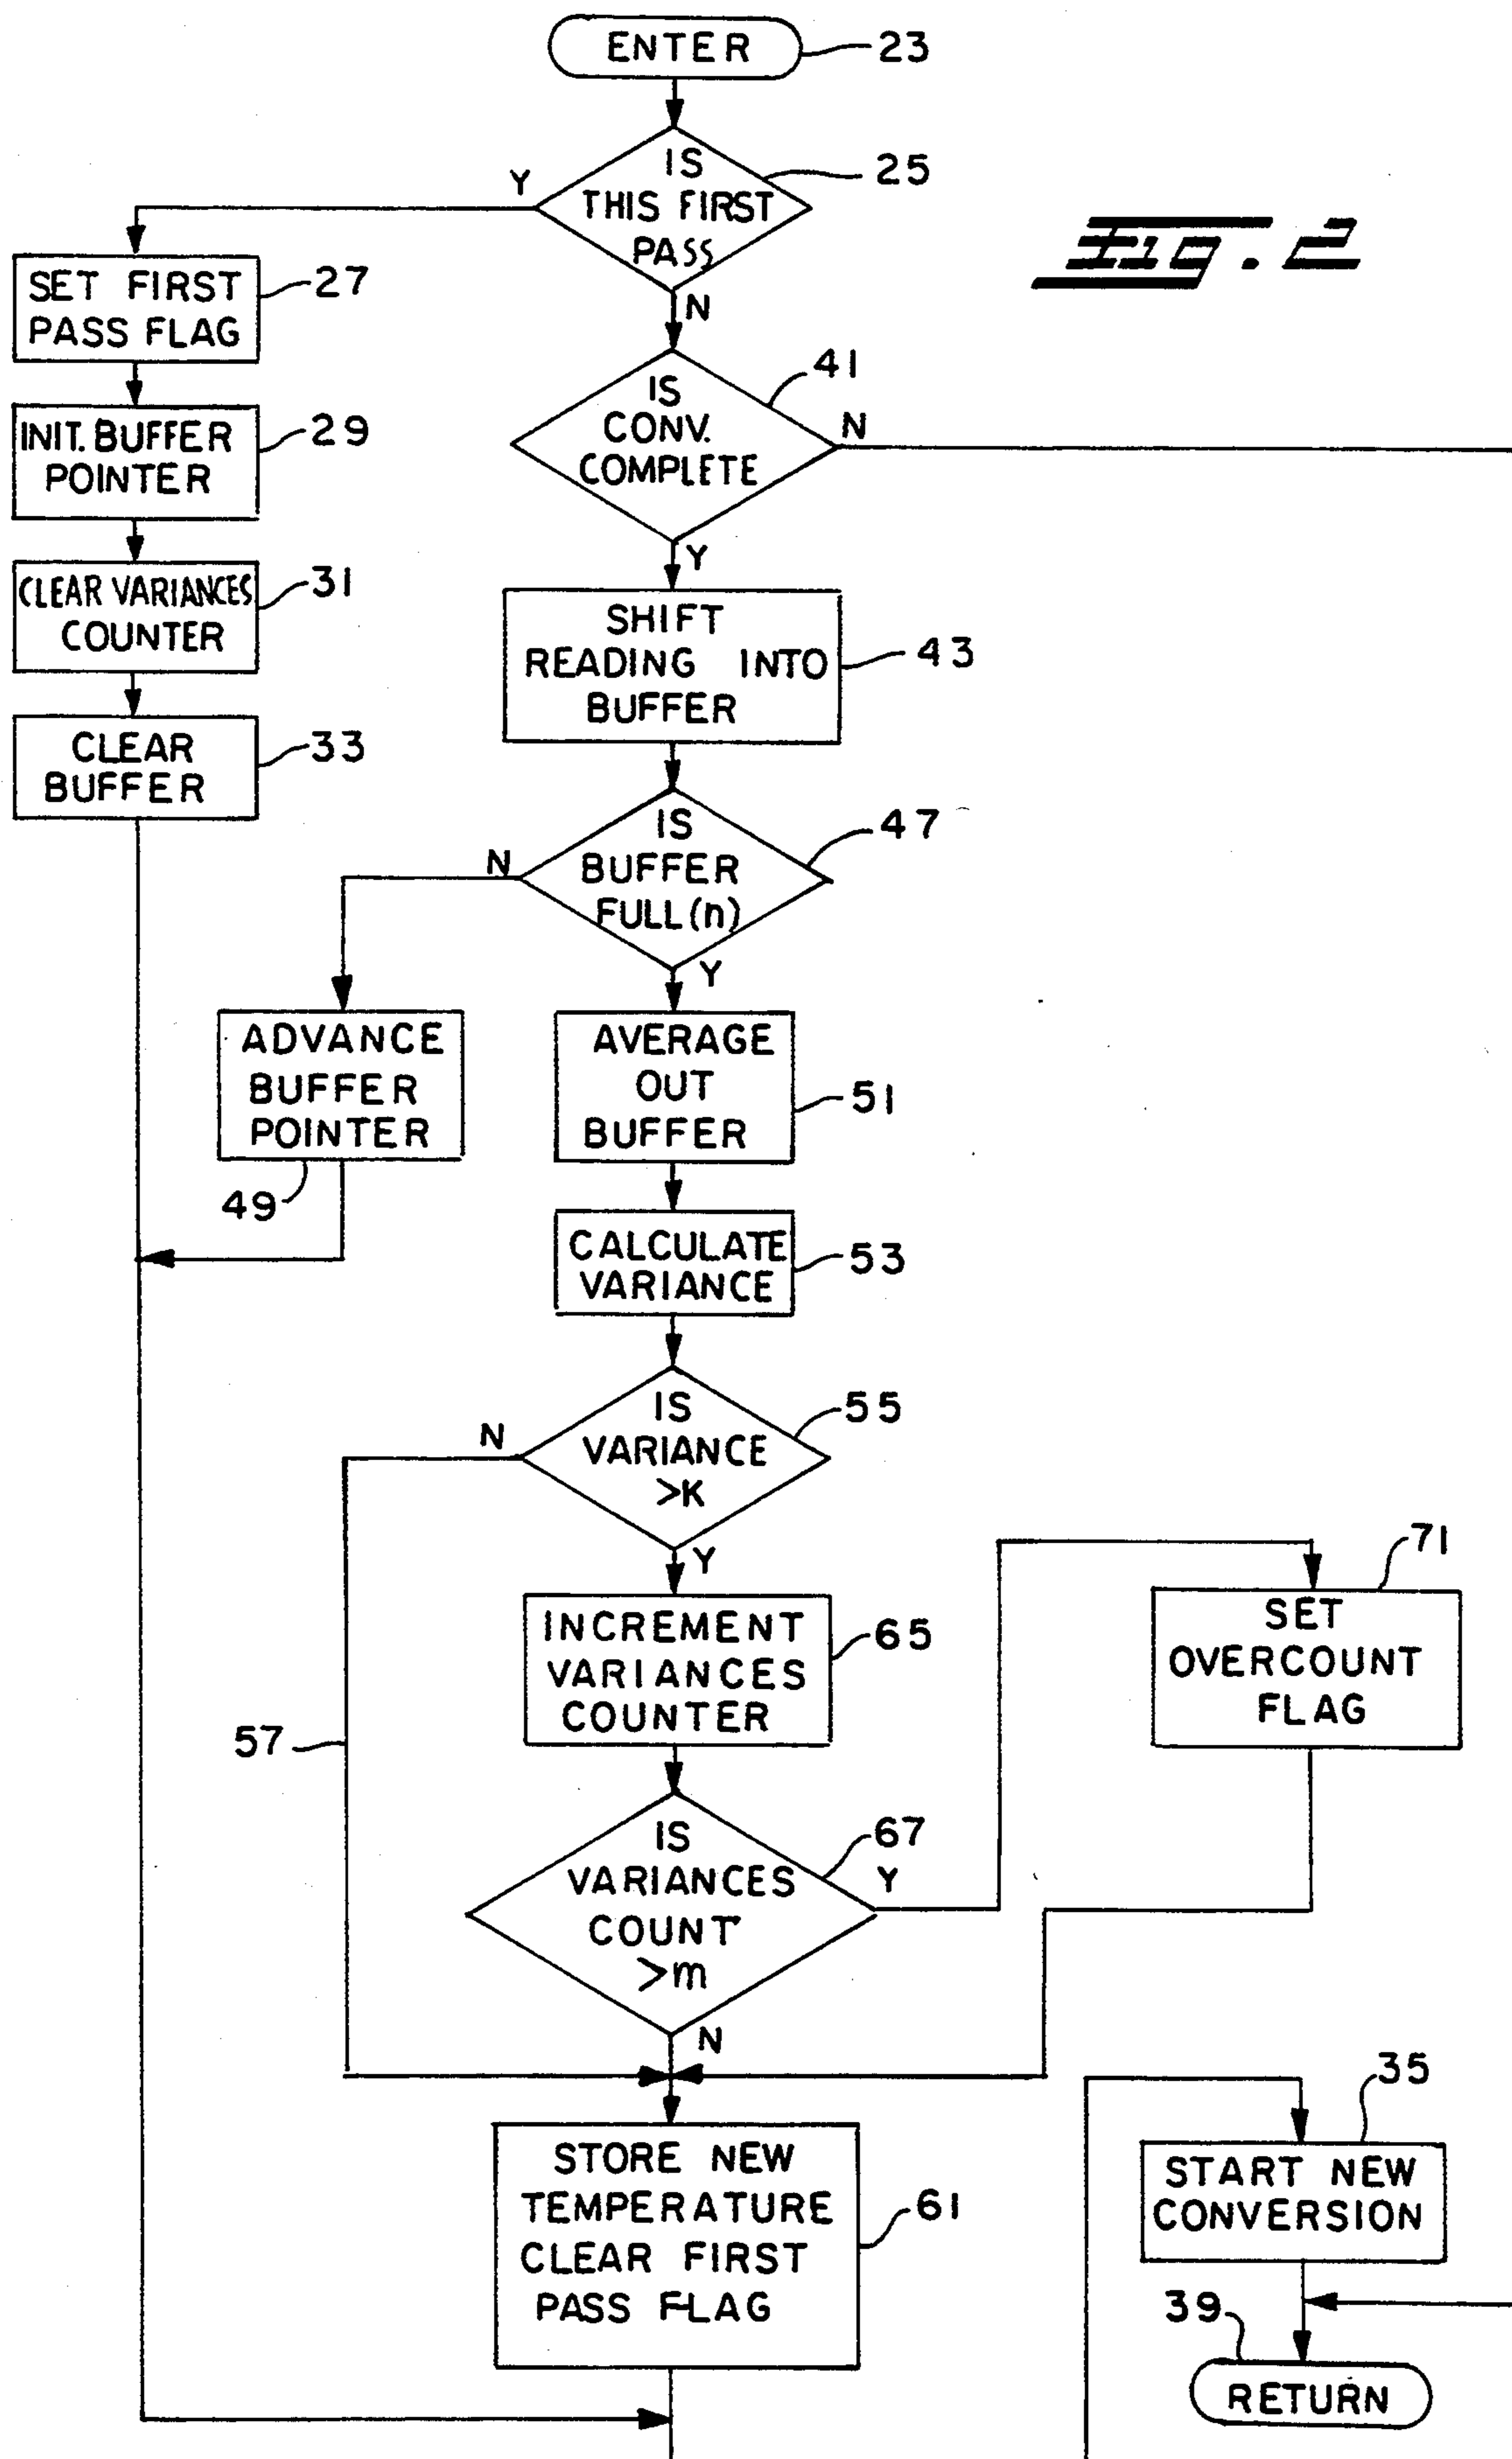 ENTER
23
IS
THIS FIRST
PASS
25
Y
N
Fig. 2
SET FIRST
PASS FLAG
27
INIT. BUFFER
POINTER
29
CLEAR VARIANCES
COUNTER
31
CLEAR
BUFFER
33
IS
CONV.
COMPLETE
41
N
Y
SHIFT
READING INTO
BUFFER
43
IS
BUFFER
FULL(n)
47
N
Y
ADVANCE
BUFFER
POINTER
49
AVERAGE
OUT
BUFFER
51
CALCULATE
VARIANCE
53
IS
VARIANCE
>K
55
N
Y
57
INCREMENT
VARIANCES
COUNTER
65
SET
OVERCOUNT
FLAG
71
IS
VARIANCES
COUNT
>m
67
Y
N
STORE NEW
TEMPERATURE
CLEAR FIRST
PASS FLAG
61
START NEW
CONVERSION
35
39
RETURN